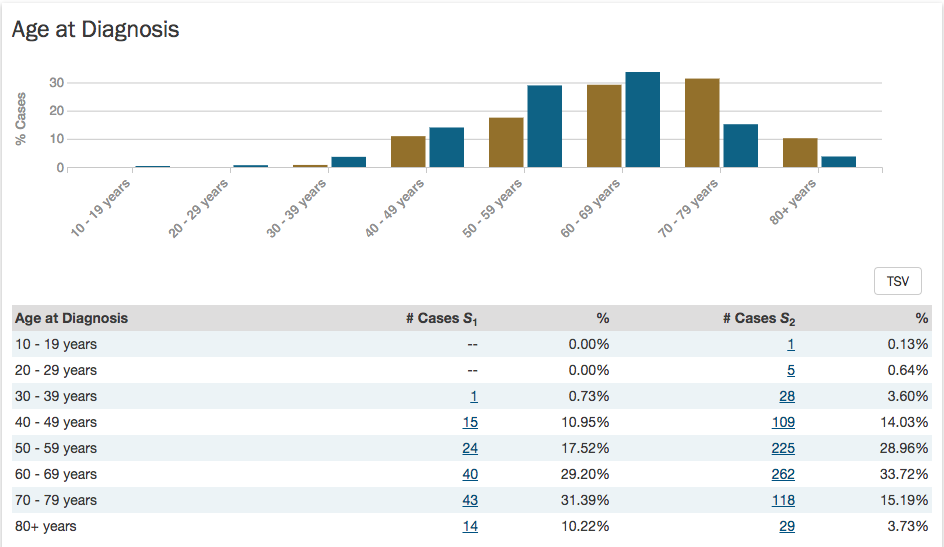 Age at Diagnosis
% Cases
30
20
10
0
10 - 19 years
20 - 29 years
30 - 39 years
40 - 49 years
50 - 59 years
60 - 69 years
70 - 79 years
80+ years
TSV
Age at Diagnosis # Cases S1 % # Cases S2 %
10 - 19 years -- 0.00% 1 0.13%
20 - 29 years -- 0.00% 5 0.64%
30 - 39 years 1 0.73% 28 3.60%
40 - 49 years 15 10.95% 109 14.03%
50 - 59 years 24 17.52% 225 28.96%
60 - 69 years 40 29.20% 262 33.72%
70 - 79 years 43 31.39% 118 15.19%
80+ years 14 10.22% 29 3.73%